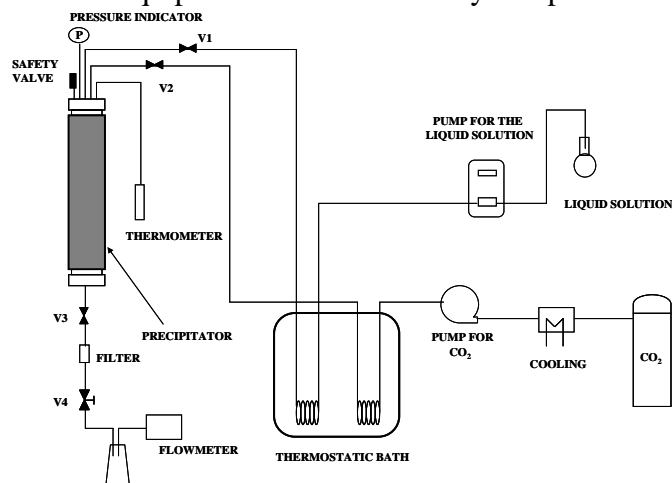 PRESSURE INDICATOR
P
V1
SAFETY
VALVE
V2
PUMP FOR THE
LIQUID SOLUTION
LIQUID SOLUTION
THERMOMETER
V3
PRECIPITATOR
PUMP FOR
CO₂
COOLING
CO₂
FILTER
V4
FLOWMETER
THERMOSTATIC BATH